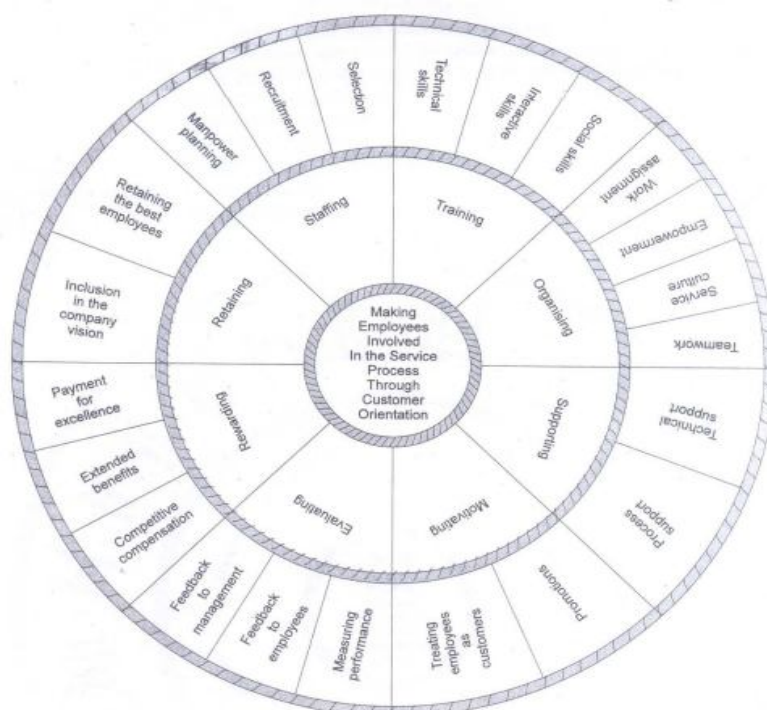 Making
Employees
Involved
In the Service
Process
Through
Customer
Orientation
Staffing
Training
Organising
Supporting
Motivating
Evaluating
Rewarding
Retaining
Manpower
planning
Recruitment
Selection
Technical
skills
Interactive
skills
Social skills
Work
assignment
Empowerment
Service
culture
Teamwork
Technical
support
Process
support
Promotions
Treating
employees
as
customers
Measuring
performance
Feedback
to
employees
Feedback
to
management
Competitive
compensation
Extended
benefits
Payment
for
excellence
Inclusion
in the
company
vision
Retaining
the best
employees